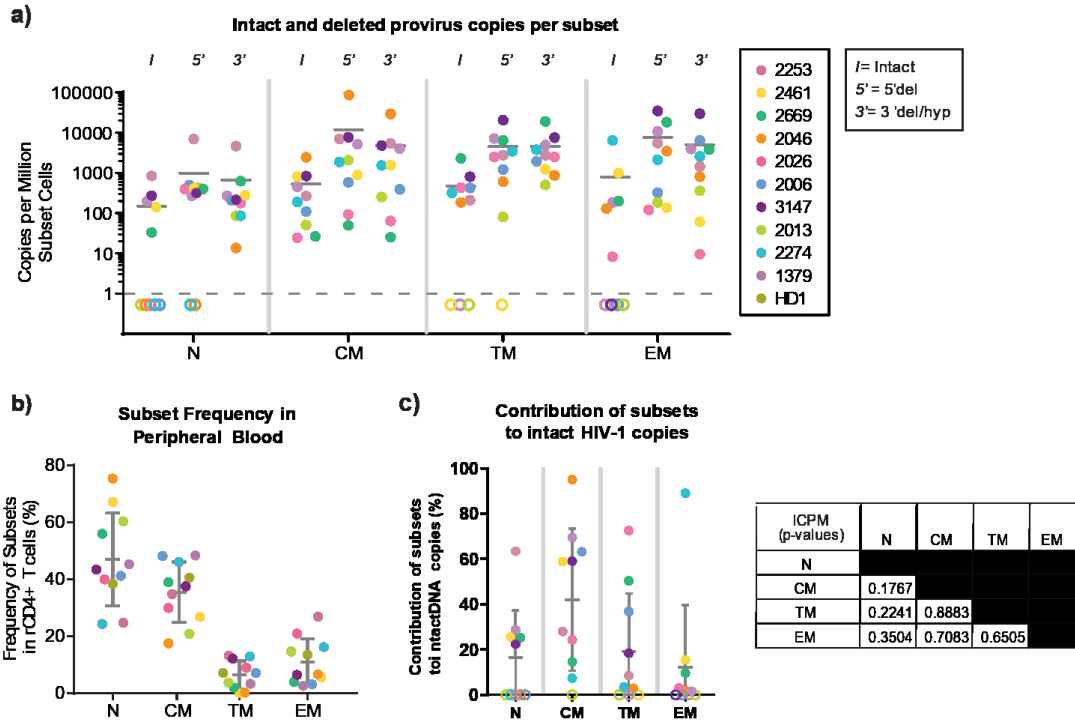 a)
Intact and deleted provirus copies per subset
I 5' 3' I 5' 3' I 5' 3' I 5' 3'
Copies per Million
Subset Cells
100000
10000
1000
100
10
1
N CM TM EM
2253
2461
2669
2046
2026
2006
3147
2013
2274
1379
HD1
I= Intact
5' = 5'del
3'= 3 'del/hyp
b)
Subset Frequency in
Peripheral Blood
Frequency of Subsets
in rCD4+ T cells (%)
80
60
40
20
0
N CM TM EM
c)
Contribution of subsets
to intact HIV-1 copies
Contribution of subsets
toi ntactDNA copies (%)
100
80
60
40
20
0
N CM TM EM
ICPM
(p-values) N CM TM EM
N
CM 0.1767
TM 0.2241 0.8883
EM 0.3504 0.7083 0.6505